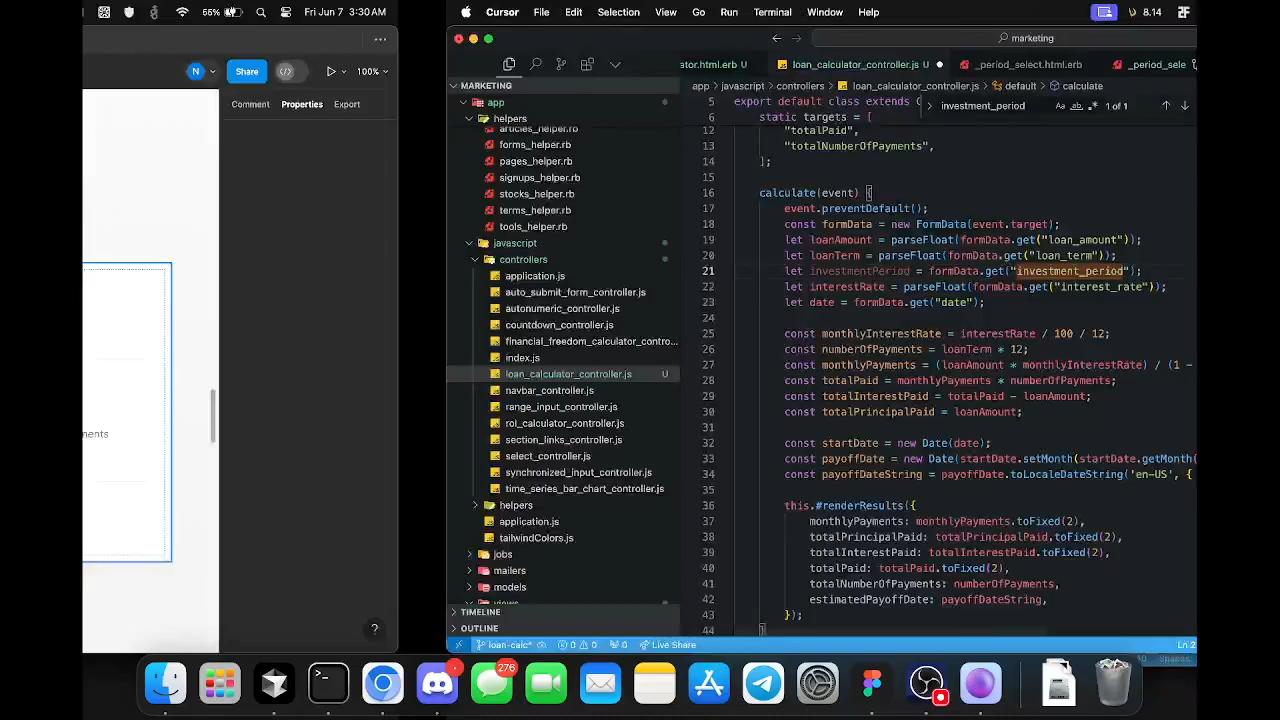 66%
Fri Jun 7 3:30 AM
N
Share
100%
Comment
Properties
Export
ments
?
Cursor File Edit Selection View Go Run Terminal Window Help
8.14
marketing
ator.html.erb U
loan_calculator_controller.js U
_period_select.html.erb
_period_sele
MARKETING
app
helpers
articles_helper.rb
forms_helper.rb
pages_helper.rb
signups_helper.rb
stocks_helper.rb
terms_helper.rb
tools_helper.rb
javascript
controllers
application.js
auto_submit_form_controller.js
autonumeric_controller.js
countdown_controller.js
financial_freedom_calculator_contro...
index.js
loan_calculator_controller.js U
navbar_controller.js
range_input_controller.js
roi_calculator_controller.js
section_links_controller.js
select_controller.js
synchronized_input_controller.js
time_series_bar_chart_controller.js
helpers
application.js
tailwindColors.js
jobs
mailers
models
views
TIMELINE
OUTLINE
app > javascript > controllers > loan_calculator_controller.js > default > calculate
investment_period
Aa ab 1 of 1
5 export default class extends C
6 static targets = [
12 "totalPaid",
13 "totalNumberOfPayments",
14 ];
15
16 calculate(event) {
17 event.preventDefault();
18 const formData = new FormData(event.target);
19 let loanAmount = parseFloat(formData.get("loan_amount"));
20 let loanTerm = parseFloat(formData.get("loan_term"));
21 let investmentPeriod = formData.get("investment_period");
22 let interestRate = parseFloat(formData.get("interest_rate"));
23 let date = formData.get("date");
24
25 const monthlyInterestRate = interestRate / 100 / 12;
26 const numberOfPayments = loanTerm * 12;
27 const monthlyPayments = (loanAmount * monthlyInterestRate) / (1 -
28 const totalPaid = monthlyPayments * numberOfPayments;
29 const totalInterestPaid = totalPaid - loanAmount;
30 const totalPrincipalPaid = loanAmount;
31
32 const startDate = new Date(date);
33 const payoffDate = new Date(startDate.setMonth(startDate.getMonth(
34 const payoffDateString = payoffDate.toLocaleDateString('en-US', {
35
36 this.#renderResults({
37 monthlyPayments: monthlyPayments.toFixed(2),
38 totalPrincipalPaid: totalPrincipalPaid.toFixed(2),
39 totalInterestPaid: totalInterestPaid.toFixed(2),
40 totalPaid: totalPaid.toFixed(2),
41 totalNumberOfPayments: numberOfPayments,
42 estimatedPayoffDate: payoffDateString,
43 });
44 }
loan-calc* 0 0 0 Live Share
Ln 2
Spaces:
276